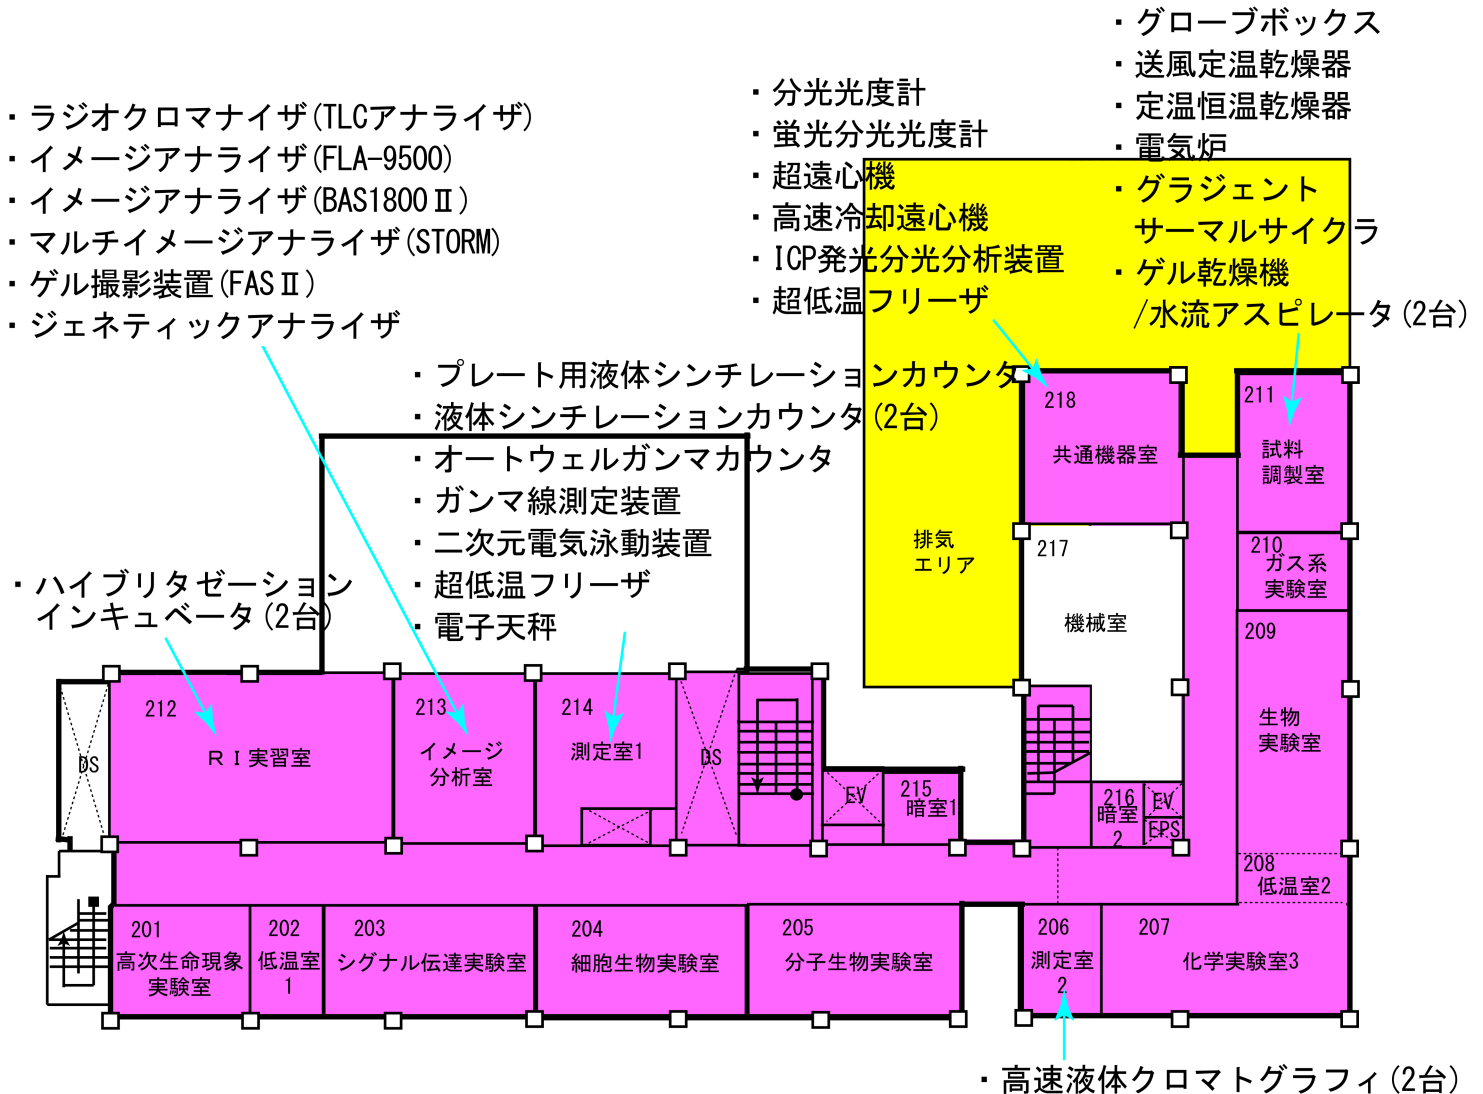 ・グローブボックス
・送風定温乾燥器
・定温恒温乾燥器
・電気炉
・グラジェント
サーマルサイクラ
・ゲル乾燥機
/水流アスピレータ(2台)
・分光光度計
・蛍光分光光度計
・超遠心機
・高速冷却遠心機
・ICP発光分光分析装置
・超低温フリーザ
・ラジオクロマナイザ(TLCアナライザ)
・イメージアナライザ(FLA-9500)
・イメージアナライザ(BAS1800Ⅱ)
・マルチイメージアナライザ(STORM)
・ゲル撮影装置(FASⅡ)
・ジェネティックアナライザ
・プレート用液体シンチレーションカウンタ
・液体シンチレーションカウンタ(2台)
・オートウェルガンマカウンタ
・ガンマ線測定装置
・二次元電気泳動装置
・超低温フリーザ
・電子天秤
・ハイブリタゼーション
インキュベータ(2台)
218
共通機器室
211
試料
調製室
排気
エリア
217
機械室
210
ガス系
実験室
209
生物
実験室
212
ＲＩ実習室
213
イメージ
分析室
214
測定室1
DS
DS
EV
215
暗室1
216
暗室
2
EV
EPS
208
低温室2
201
高次生命現象
実験室
202
低温室
1
203
シグナル伝達実験室
204
細胞生物実験室
205
分子生物実験室
206
測定室
2
207
化学実験室3
・高速液体クロマトグラフィ(2台)